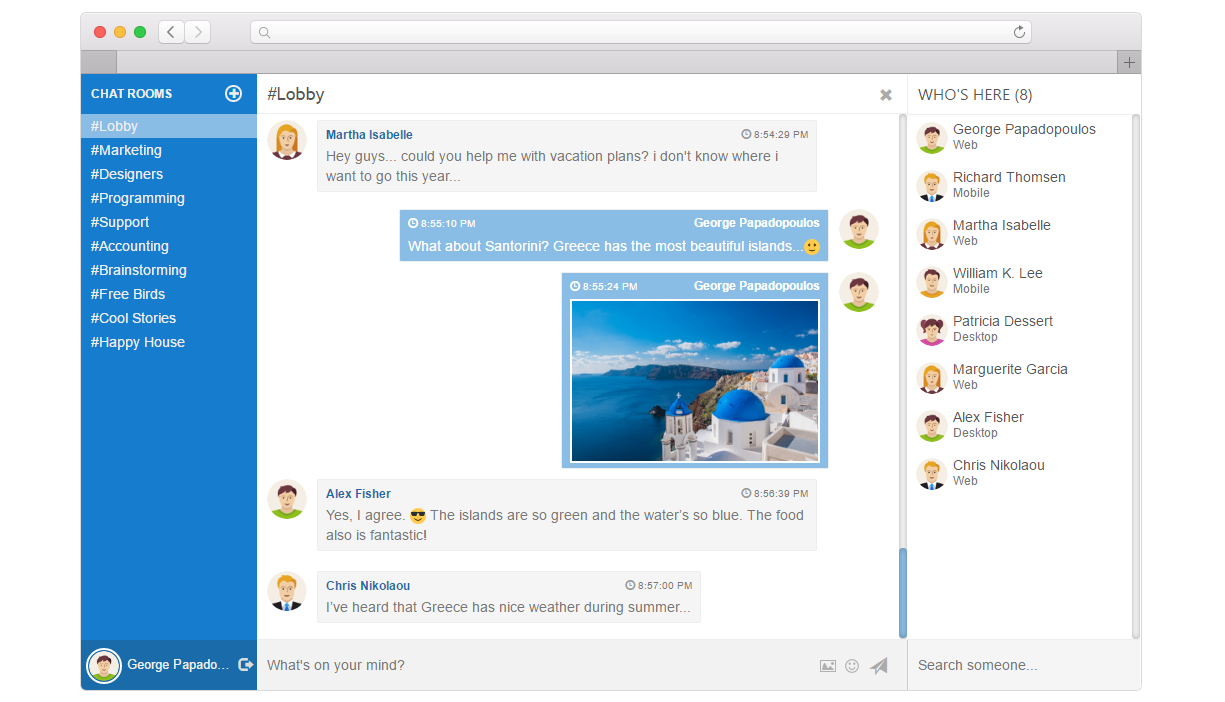 CHAT ROOMS
#Lobby
#Marketing
#Designers
#Programming
#Support
#Accounting
#Brainstorming
#Free Birds
#Cool Stories
#Happy House
George Papado...
#Lobby
Martha Isabelle 8:54:29 PM
Hey guys... could you help me with vacation plans? i don't know where i
want to go this year...
8:55:10 PM George Papadopoulos
What about Santorini? Greece has the most beautiful islands...🙂
8:55:24 PM George Papadopoulos
Alex Fisher 8:56:39 PM
Yes, I agree. 😎 The islands are so green and the water's so blue. The food
also is fantastic!
Chris Nikolaou 8:57:00 PM
I've heard that Greece has nice weather during summer...
What's on your mind?
WHO'S HERE (8)
George Papadopoulos
Web
Richard Thomsen
Mobile
Martha Isabelle
Web
William K. Lee
Mobile
Patricia Dessert
Desktop
Marguerite Garcia
Web
Alex Fisher
Desktop
Chris Nikolaou
Web
Search someone...